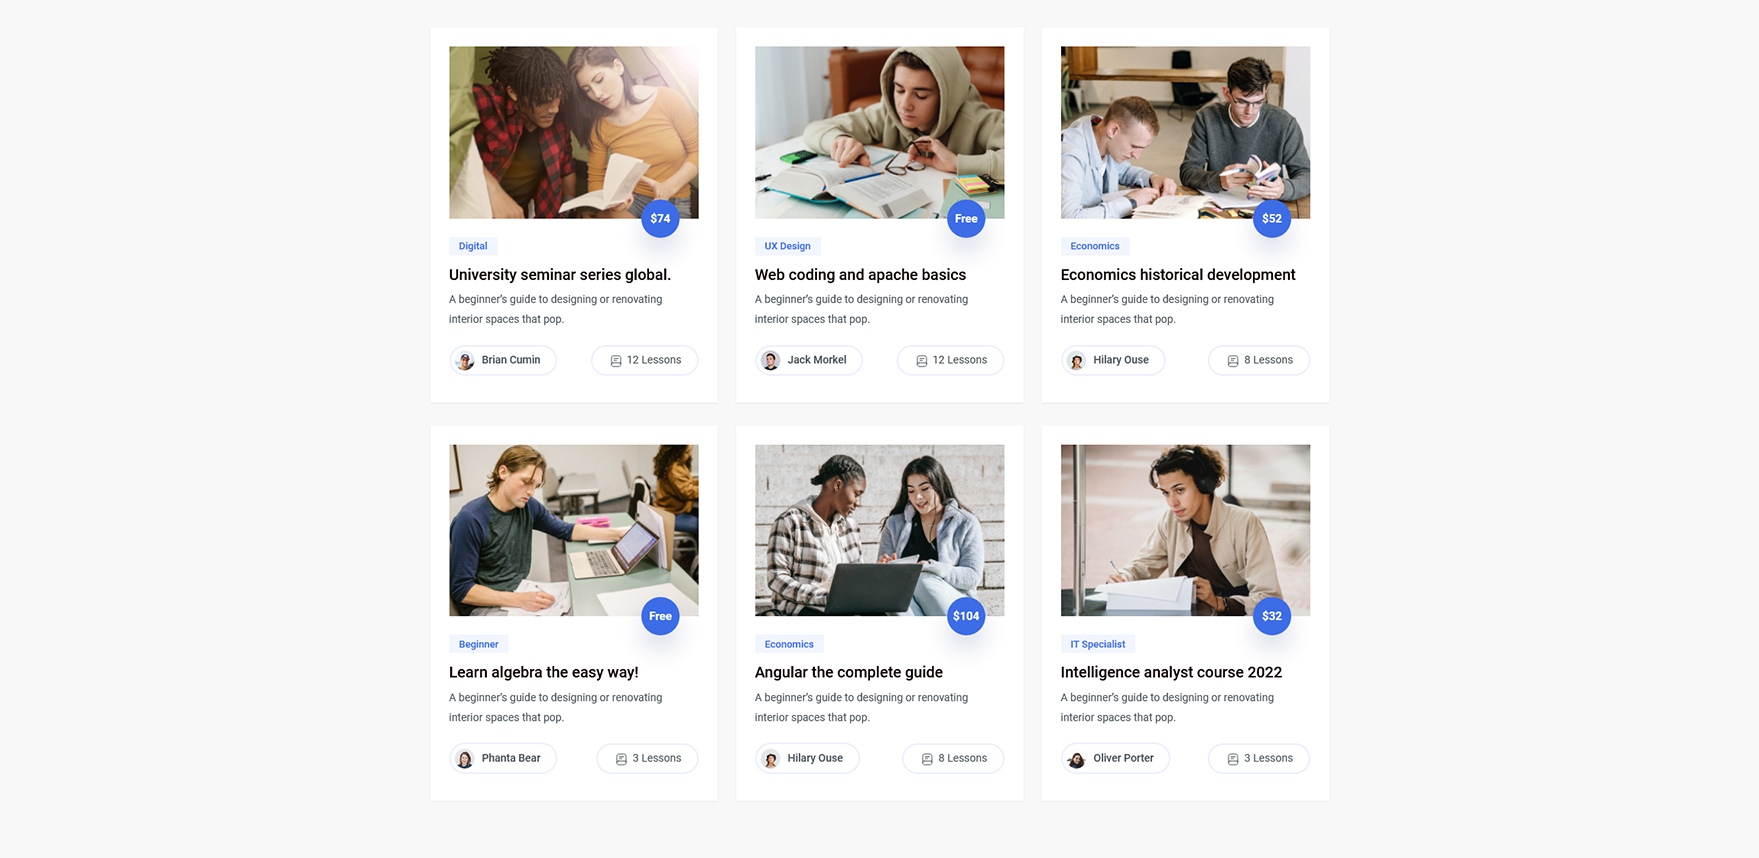 $74
Digital
University seminar series global.
A beginner's guide to designing or renovating
interior spaces that pop.
Brian Cumin
12 Lessons
Free
UX Design
Web coding and apache basics
A beginner's guide to designing or renovating
interior spaces that pop.
Jack Morkel
12 Lessons
$52
Economics
Economics historical development
A beginner's guide to designing or renovating
interior spaces that pop.
Hilary Ouse
8 Lessons
Free
Beginner
Learn algebra the easy way!
A beginner's guide to designing or renovating
interior spaces that pop.
Phanta Bear
3 Lessons
$104
Economics
Angular the complete guide
A beginner's guide to designing or renovating
interior spaces that pop.
Hilary Ouse
8 Lessons
$32
IT Specialist
Intelligence analyst course 2022
A beginner's guide to designing or renovating
interior spaces that pop.
Oliver Porter
3 Lessons